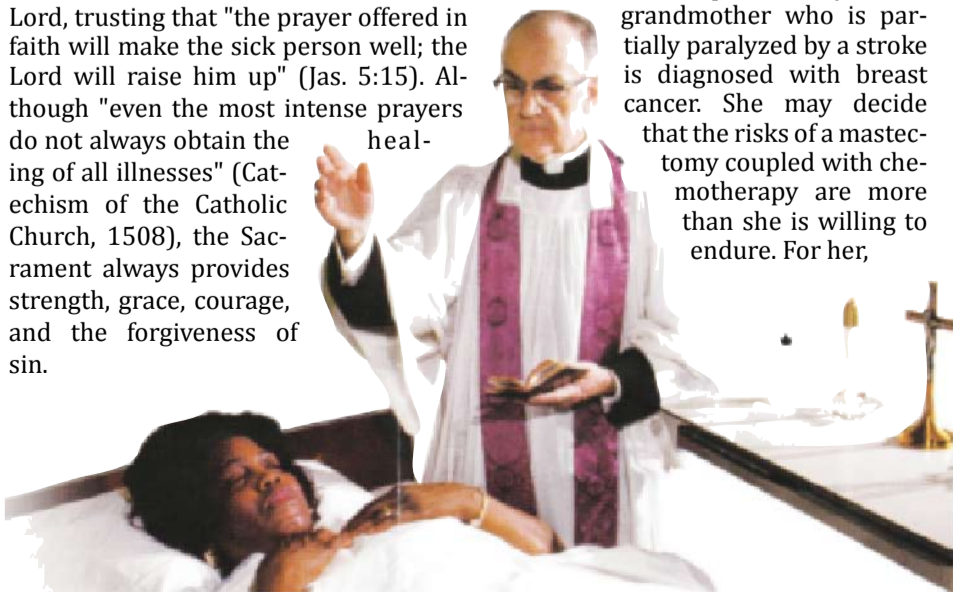 Lord, trusting that "the prayer offered in
faith will make the sick person well; the
Lord will raise him up" (Jas. 5:15). Al-
though "even the most intense prayers
do not always obtain the heal-
ing of all illnesses" (Cat-
echism of the Catholic
Church, 1508), the Sac-
rament always provides
strength, grace, courage,
and the forgiveness of
sin.
grandmother who is par-
tially paralyzed by a stroke
is diagnosed with breast
cancer. She may decide
that the risks of a mastec-
tomy coupled with che-
motherapy are more
than she is willing to
endure. For her,